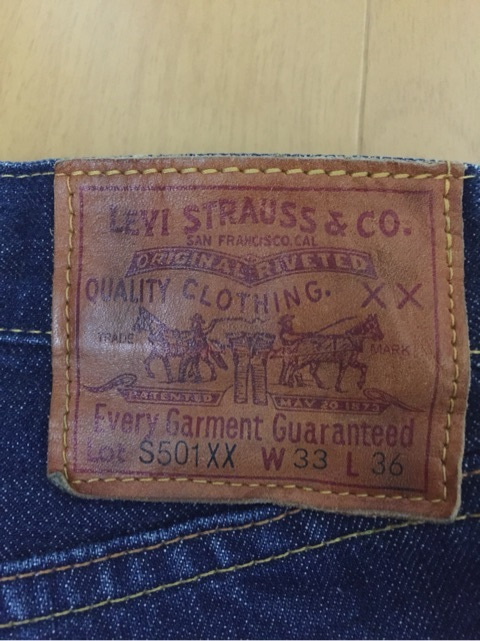 LEVI STRAUSS & CO.
SAN FRANCISCO, CAL
ORIGINAL RIVETED
QUALITY CLOTHING. XX
TRADE MARK
PATENTED MAY 20 1873
Every Garment Guaranteed
Lot S501XX W 33 L 36